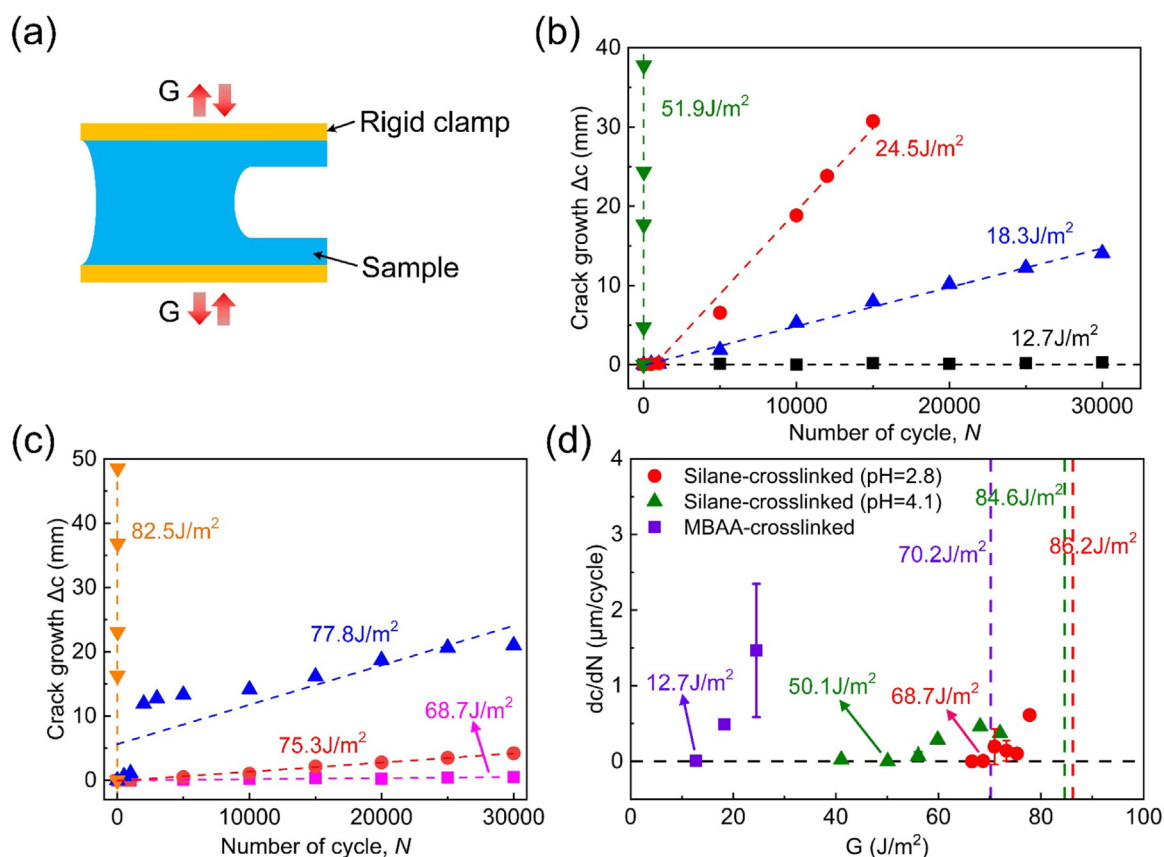 (a)
G
Rigid clamp
Sample
G
(b)
Crack growth Δc (mm)
40
30
20
10
0
51.9J/m²
24.5J/m²
18.3J/m²
12.7J/m²
0
10000
20000
30000
Number of cycle, N
(c)
Crack growth Δc (mm)
50
40
30
20
10
0
82.5J/m²
77.8J/m²
68.7J/m²
75.3J/m²
0
10000
20000
30000
Number of cycle, N
(d)
dc/dN (μm/cycle)
4
3
2
1
0
Silane-crosslinked (pH=2.8)
Silane-crosslinked (pH=4.1)
MBAA-crosslinked
84.6J/m²
70.2J/m²
86.2J/m²
12.7J/m²
50.1J/m²
68.7J/m²
0
20
40
60
80
100
G (J/m²)